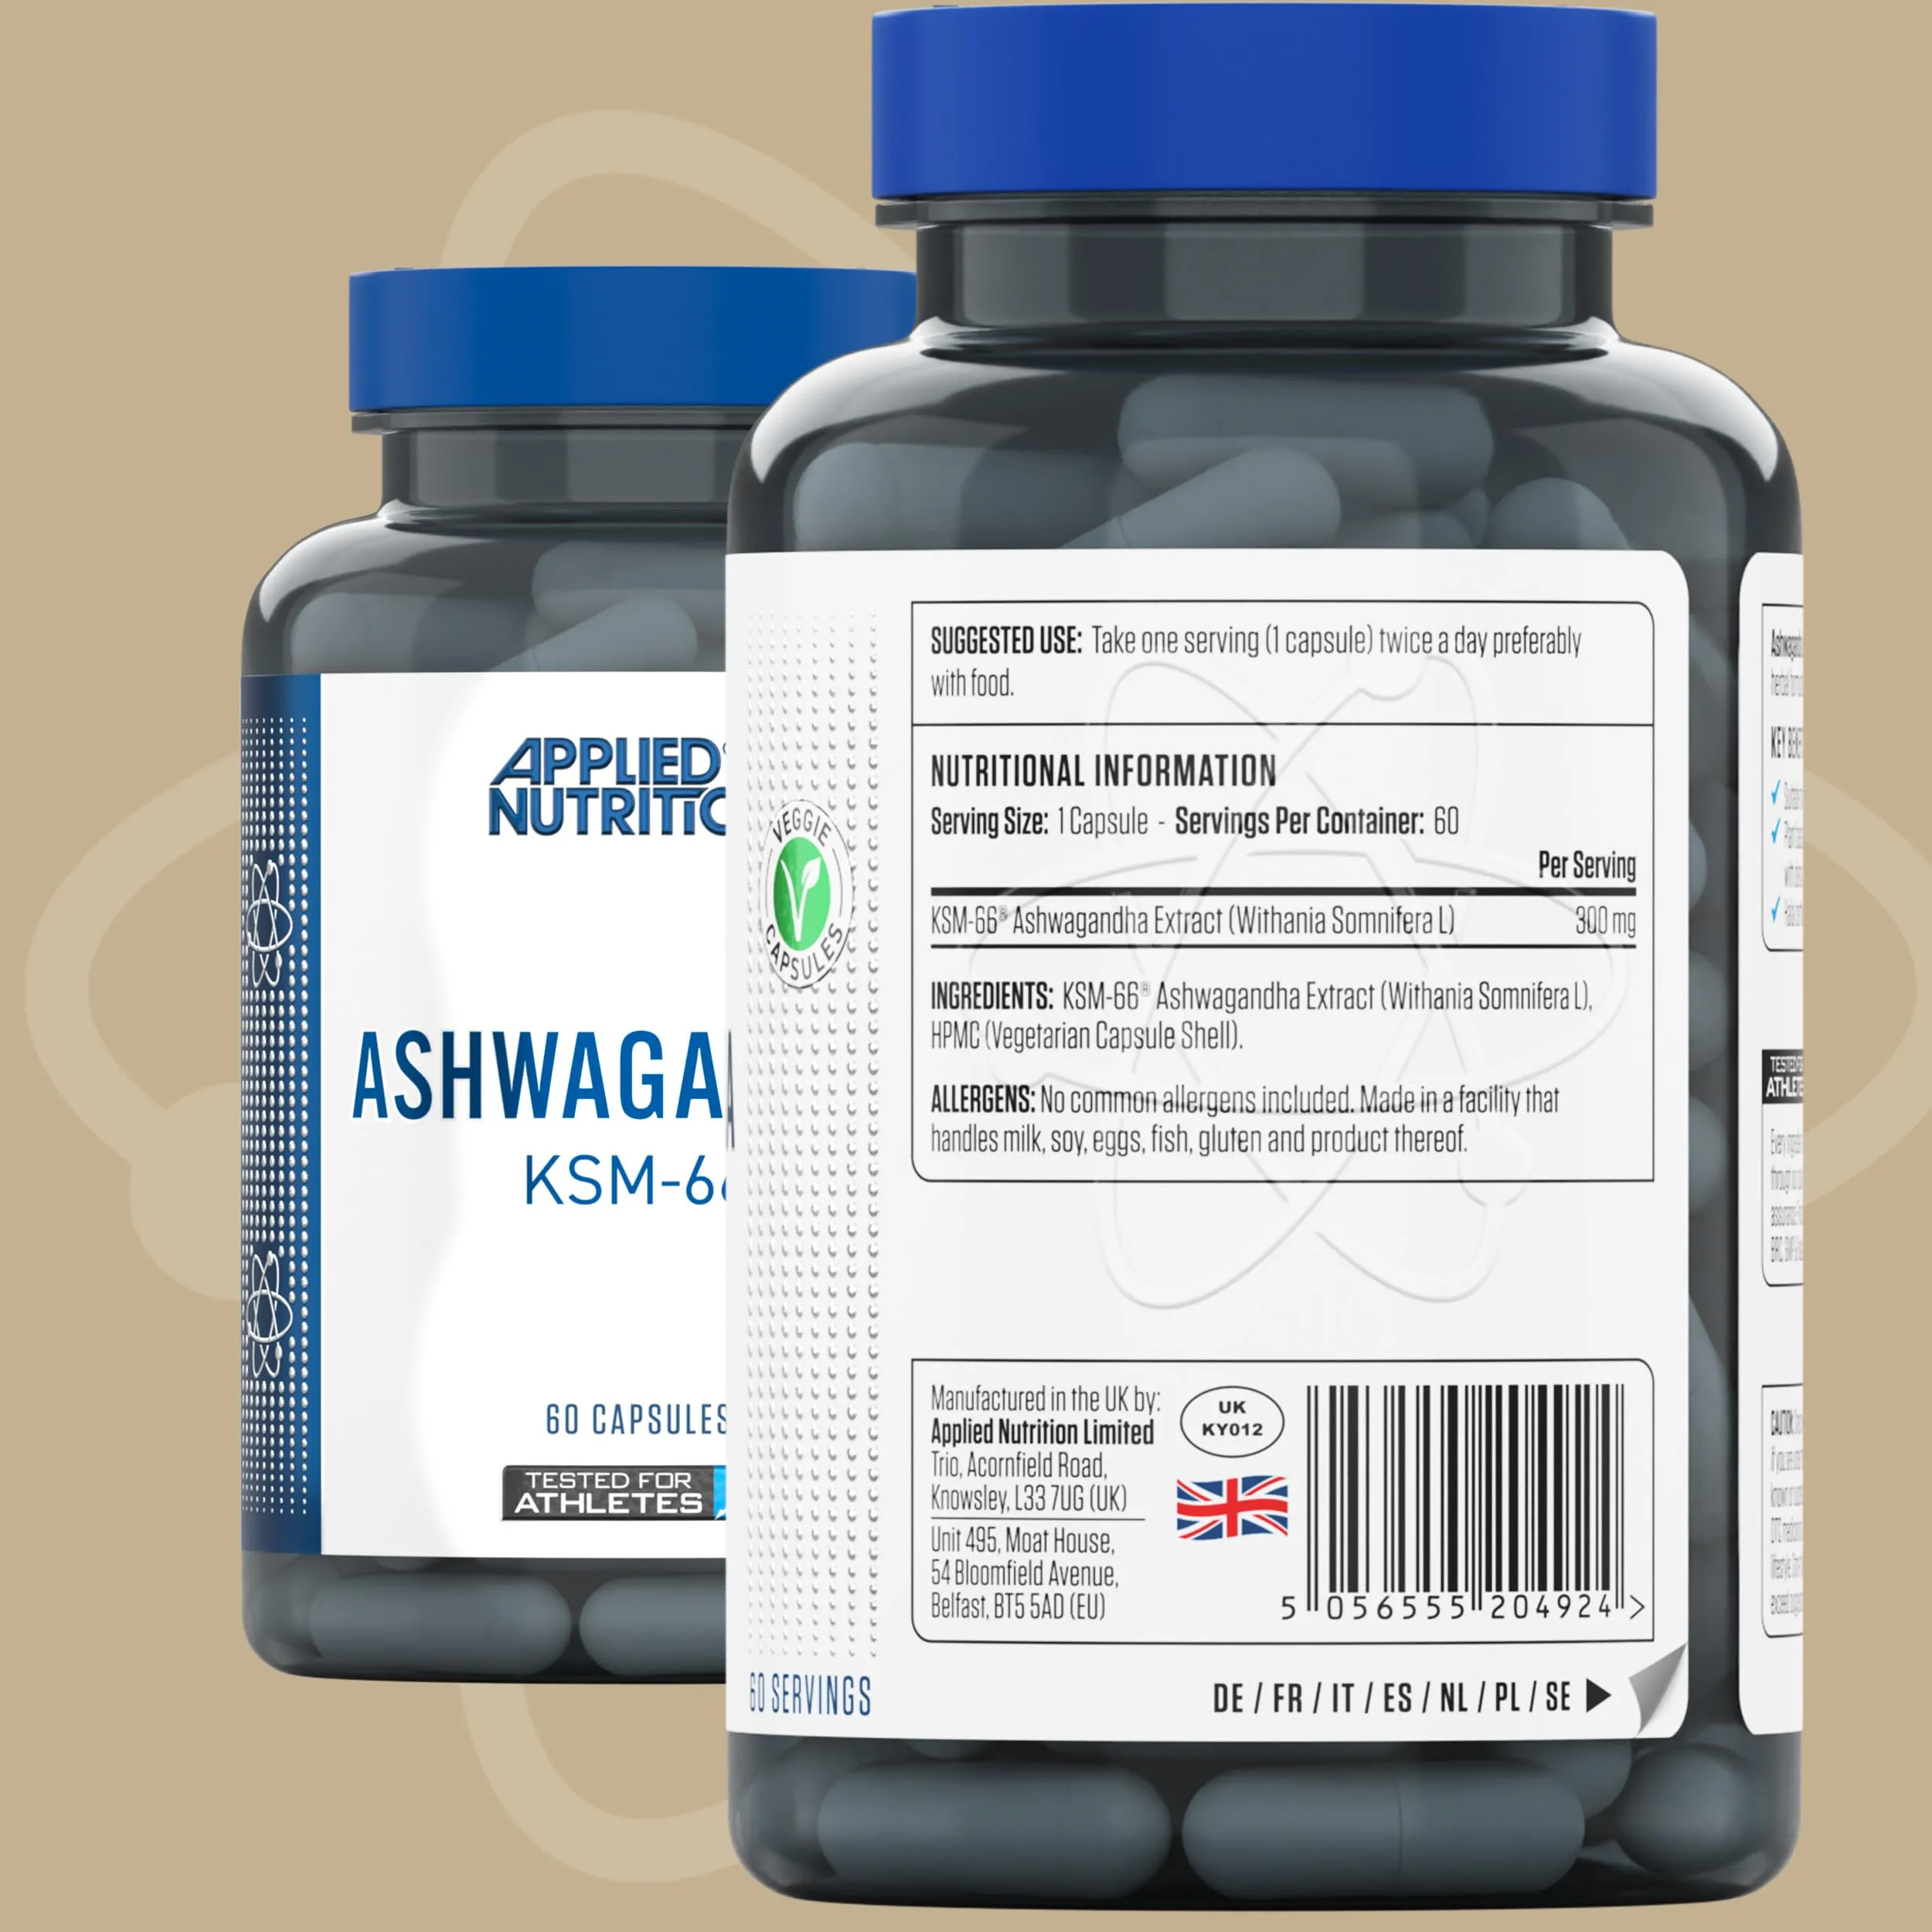 APPLIED
ASHWAGA
KSM-6
60 CAPSULES
TESTED FOR
ATHLETES
VEGGIE
CAPSULES
60 SERVINGS
SUGGESTED USE: Take one serving (1 capsule) twice a day preferably
with food.
NUTRITIONAL INFORMATION
Serving Size: 1 Capsule - Servings Per Container: 60
Per Serving
KSM-66® Ashwagandha Extract (Withania Somnifera L) 300 mg
INGREDIENTS: KSM-66® Ashwagandha Extract (Withania Somnifera L),
HPMC (Vegetarian Capsule Shell).
ALLERGENS: No common allergens included. Made in a facility that
handles milk, soy, eggs, fish, gluten and product thereof.
Manufactured in the UK by:
Applied Nutrition Limited
Trio, Acornfield Road,
Knowsley, L33 7UG (UK)
Unit 495, Moat House,
54 Bloomfield Avenue,
Belfast, BT5 5AD (EU)
UK
KY012
5 056555 204924 >
DE / FR / IT / ES / NL / PL / SE
KEY
TESTED
ATHLETE